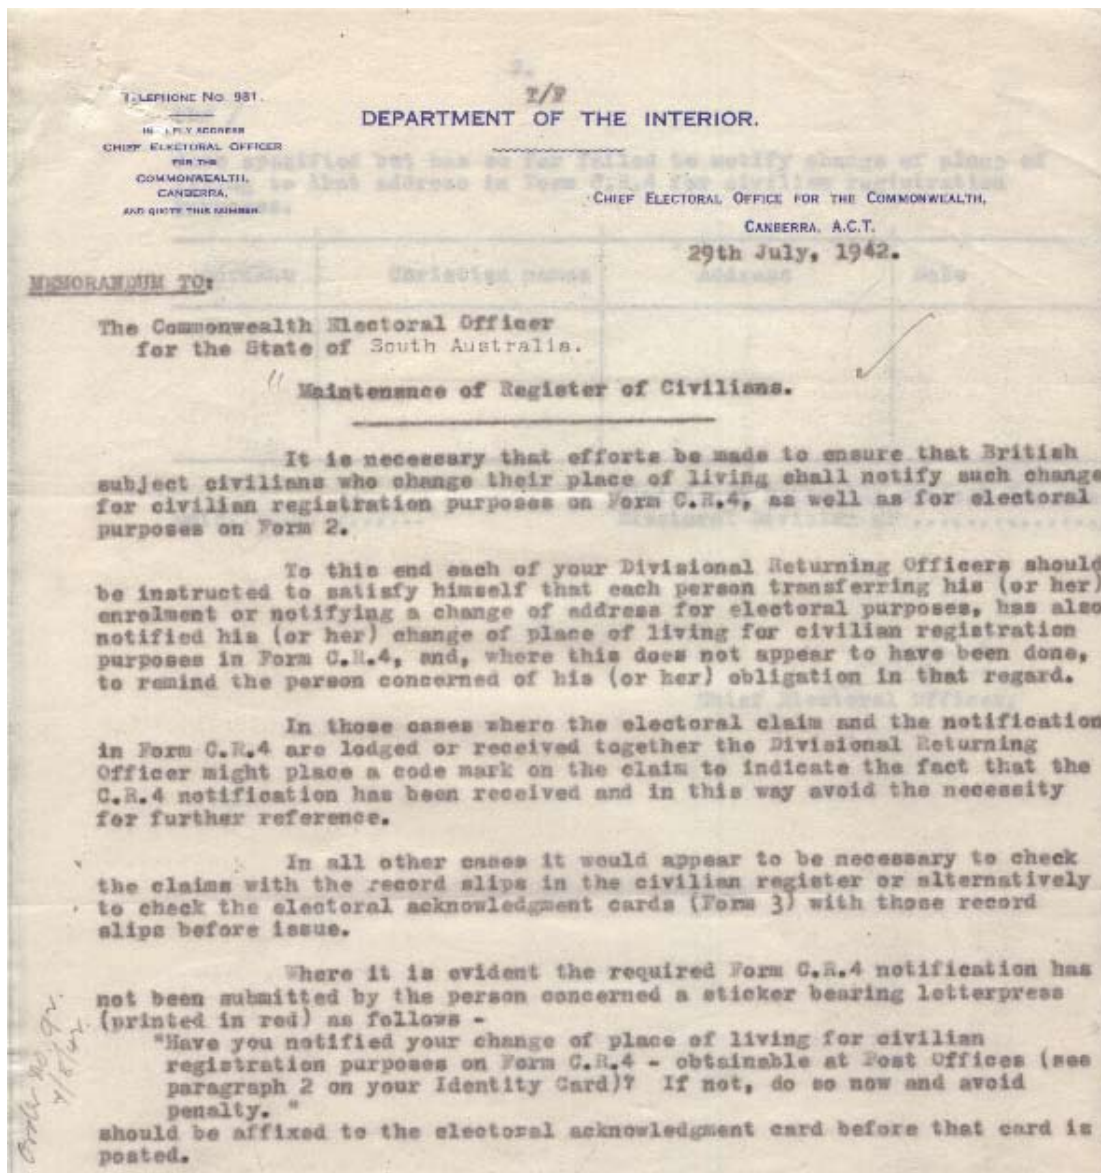 TELEPHONE No. 981.
IN REPLY ADDRESS
CHIEF ELECTORAL OFFICER
FOR THE
COMMONWEALTH,
CANBERRA,
AND QUOTE THIS NUMBER.
T/F
DEPARTMENT OF THE INTERIOR.
CHIEF ELECTORAL OFFICE FOR THE COMMONWEALTH,
CANBERRA, A.C.T.
29th July, 1942.
MEMORANDUM TO:
The Commonwealth Electoral Officer
for the State of South Australia.
" Maintenance of Register of Civilians.
It is necessary that efforts be made to ensure that British
subject civilians who change their place of living shall notify such change
for civilian registration purposes on Form C.R.4, as well as for electoral
purposes on Form 2.
To this end each of your Divisional Returning Officers should
be instructed to satisfy himself that each person transferring his (or her)
enrolment or notifying a change of address for electoral purposes, has also
notified his (or her) change of place of living for civilian registration
purposes in Form C.R.4, and, where this does not appear to have been done,
to remind the person concerned of his (or her) obligation in that regard.
In those cases where the electoral claim and the notification
in Form C.R.4 are lodged or received together the Divisional Returning
Officer might place a code mark on the claim to indicate the fact that the
C.R.4 notification has been received and in this way avoid the necessity
for further reference.
In all other cases it would appear to be necessary to check
the claims with the record slips in the civilian register or alternatively
to check the electoral acknowledgment cards (Form 3) with those record
slips before issue.
Where it is evident the required Form C.R.4 notification has
not been submitted by the person concerned a sticker bearing letterpress
(printed in red) as follows -
"Have you notified your change of place of living for civilian
registration purposes on Form C.R.4 - obtainable at Post Offices (see
paragraph 2 on your Identity Card)? If not, do so now and avoid
penalty. "
should be affixed to the electoral acknowledgment card before that card is
posted.